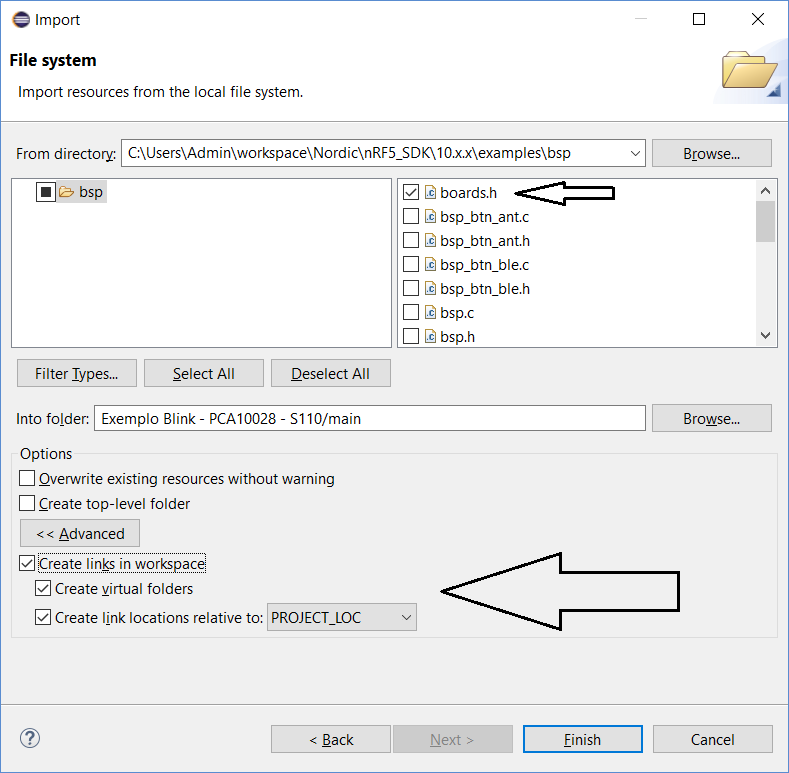 Import
File system
Import resources from the local file system.
From directory: C:\Users\Admin\workspace\Nordic\nRF5_SDK\10.x.x\examples\bsp Browse...
bsp
boards.h
bsp_btn_ant.c
bsp_btn_ant.h
bsp_btn_ble.c
bsp_btn_ble.h
bsp.c
bsp.h
Filter Types... Select All Deselect All
Into folder: Exemplo Blink - PCA10028 - S110/main Browse...
Options
Overwrite existing resources without warning
Create top-level folder
<< Advanced
Create links in workspace
Create virtual folders
Create link locations relative to: PROJECT_LOC
? < Back Next > Finish Cancel